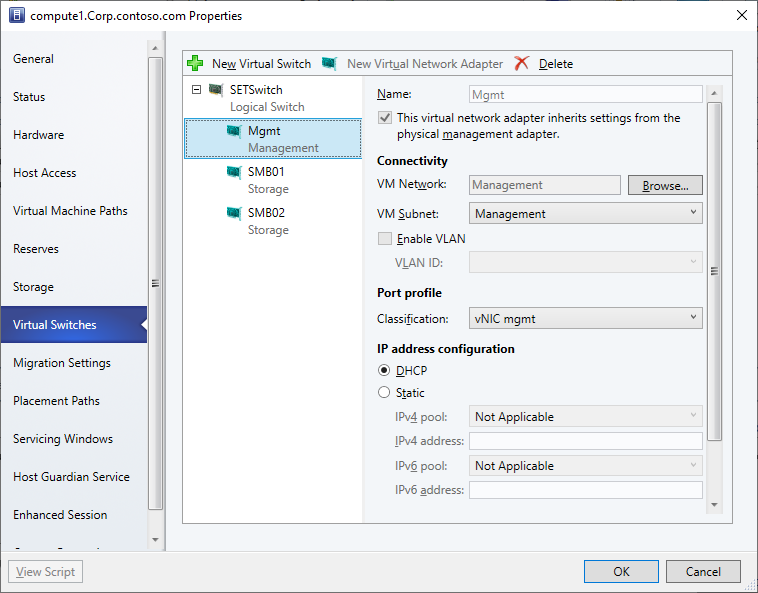 compute1.Corp.contoso.com Properties
General
Status
Hardware
Host Access
Virtual Machine Paths
Reserves
Storage
Virtual Switches
Migration Settings
Placement Paths
Servicing Windows
Host Guardian Service
Enhanced Session
New Virtual Switch
New Virtual Network Adapter
Delete
SETSwitch
Logical Switch
Mgmt
Management
SMB01
Storage
SMB02
Storage
Name: Mgmt
This virtual network adapter inherits settings from the
physical management adapter.
Connectivity
VM Network: Management Browse...
VM Subnet: Management
Enable VLAN
VLAN ID:
Port profile
Classification: vNIC mgmt
IP address configuration
DHCP
Static
IPv4 pool: Not Applicable
IPv4 address:
IPv6 pool: Not Applicable
IPv6 address:
View Script
OK
Cancel